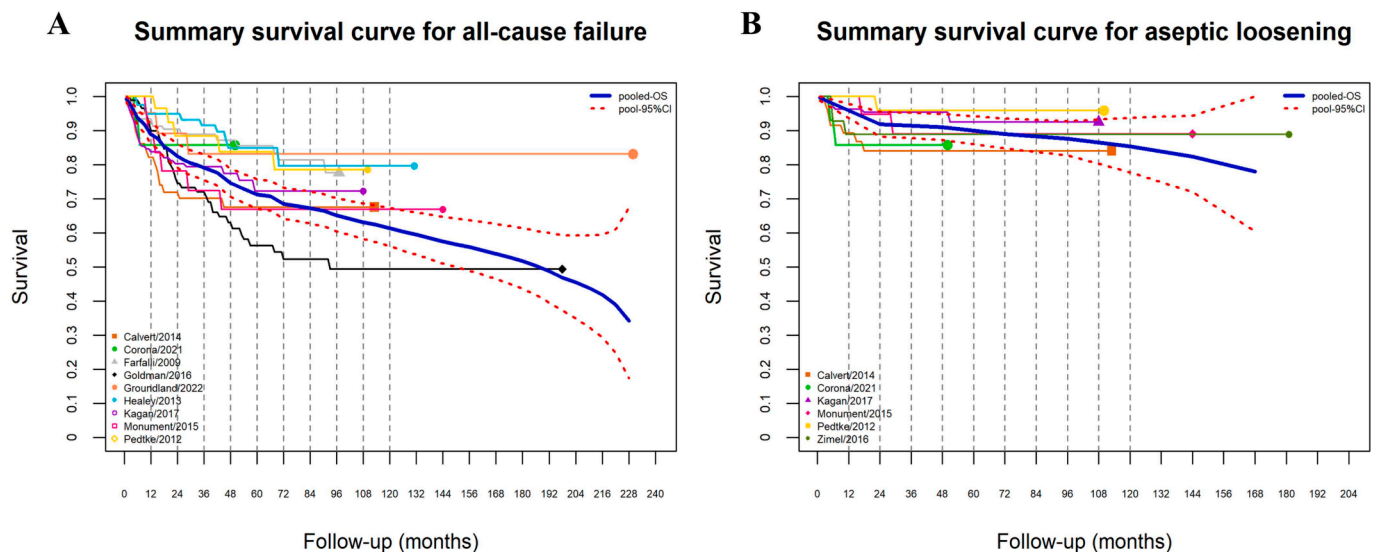 A Summary survival curve for all-cause failure
pooled-OS
pool-95%CI
1.0
0.9
0.8
0.7
0.6
0.5
0.4
0.3
0.2
0.1
0
Survival
Calvert/2014
Corona/2021
Farfalli/2009
Goldman/2016
Groundland/2022
Healey/2013
Kagan/2017
Monument/2015
Pedtke/2012
0 12 24 36 48 60 72 84 96 108 120 132 144 156 168 180 192 204 216 228 240
Follow-up (months)
B Summary survival curve for aseptic loosening
pooled-OS
pool-95%CI
1.0
0.9
0.8
0.7
0.6
0.5
0.4
0.3
0.2
0.1
0
Survival
Calvert/2014
Corona/2021
Kagan/2017
Monument/2015
Pedtke/2012
Zimel/2016
0 12 24 36 48 60 72 84 96 108 120 132 144 156 168 180 192 204
Follow-up (months)